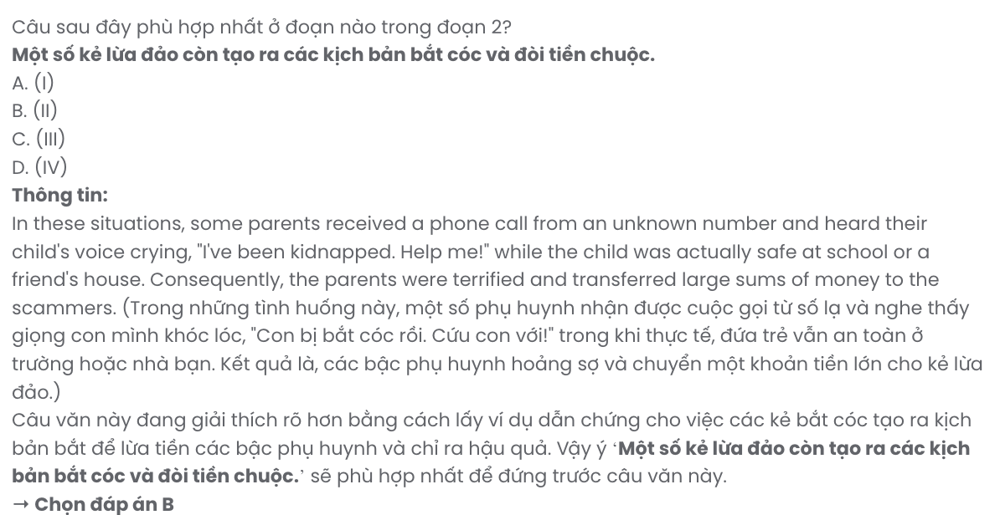 Câu sau đây phù hợp nhất ở đoạn nào trong đoạn 2?
Một số kẻ lừa đảo còn tạo ra các kịch bản bắt cóc và đòi tiền chuộc.
A. (I)
B. (II)
C. (III)
D. (IV)
Thông tin:
In these situations, some parents received a phone call from an unknown number and heard their
child's voice crying, "I've been kidnapped. Help me!" while the child was actually safe at school or a
friend's house. Consequently, the parents were terrified and transferred large sums of money to the
scammers. (Trong những tình huống này, một số phụ huynh nhận được cuộc gọi từ số lạ và nghe thấy
giọng con mình khóc lóc, "Con bị bắt cóc rồi. Cứu con với!" trong khi thực tế, đứa trẻ vẫn an toàn ở
trường hoặc nhà bạn. Kết quả là, các bậc phụ huynh hoảng sợ và chuyển một khoản tiền lớn cho kẻ lừa
đảo.)
Câu văn này đang giải thích rõ hơn bằng cách lấy ví dụ dẫn chứng cho việc các kẻ bắt cóc tạo ra kịch
bản bắt để lừa tiền các bậc phụ huynh và chỉ ra hậu quả. Vậy ý ‘Một số kẻ lừa đảo còn tạo ra các kịch
bản bắt cóc và đòi tiền chuộc.’ sẽ phù hợp nhất để đứng trước câu văn này.
→ Chọn đáp án B